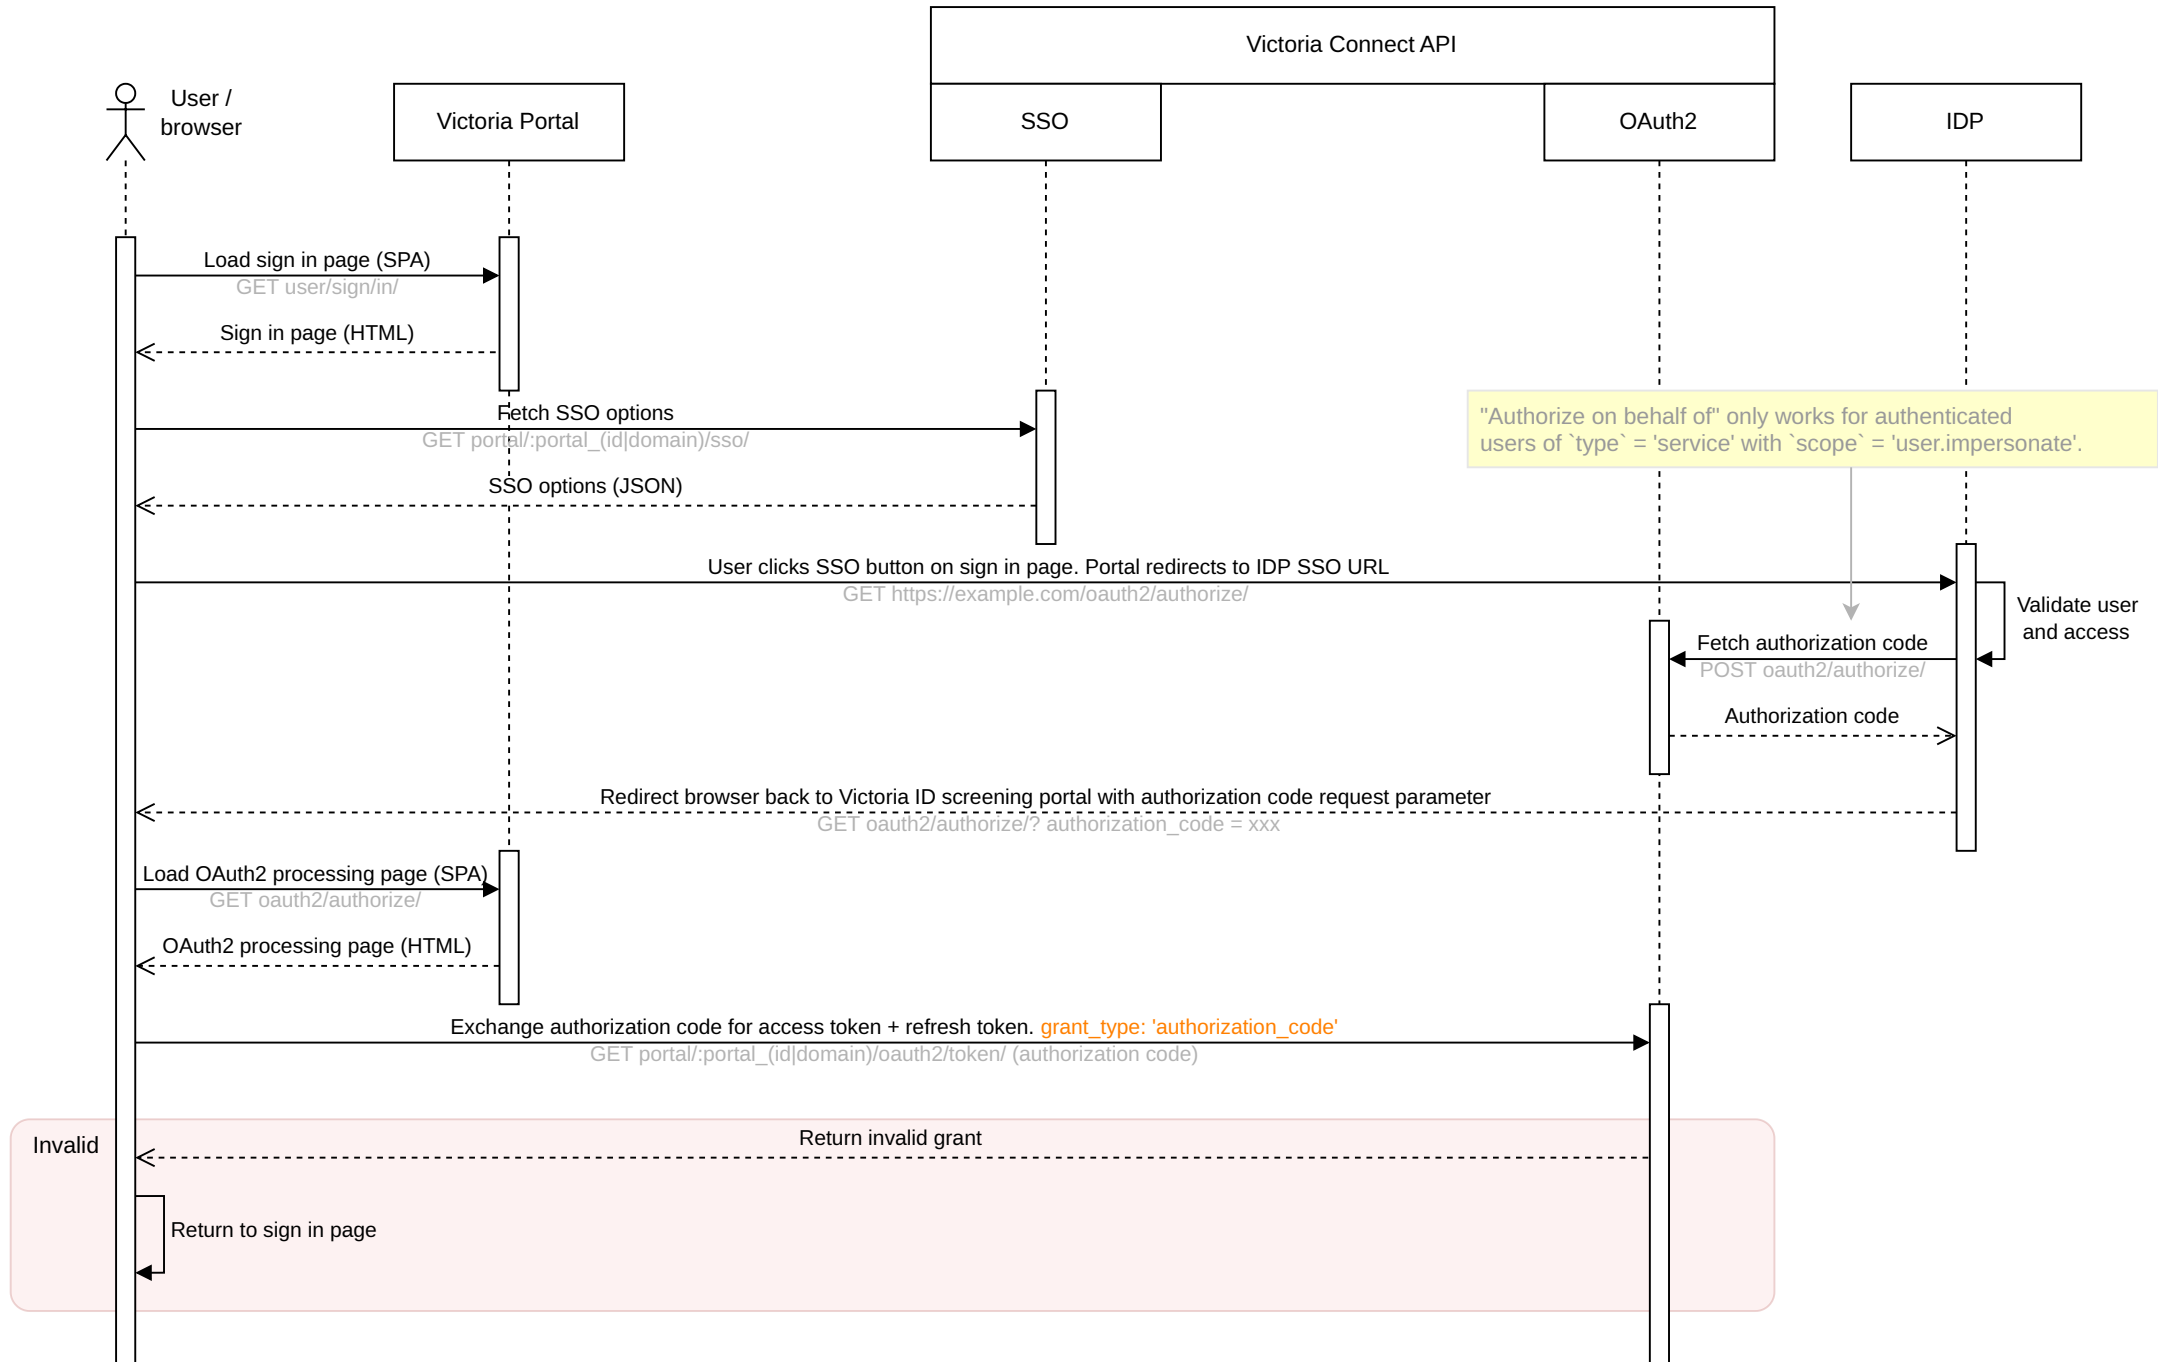 Victoria Connect API
User /
browser
Victoria Portal
SSO
OAuth2
IDP
Load sign in page (SPA)
GET user/sign/in/
Sign in page (HTML)
Fetch SSO options
GET portal/:portal_(id|domain)/sso/
"Authorize on behalf of" only works for authenticated
users of `type` = 'service' with `scope` = 'user.impersonate'.
SSO options (JSON)
User clicks SSO button on sign in page. Portal redirects to IDP SSO URL
GET https://example.com/oauth2/authorize/
Validate user
and access
Fetch authorization code
POST oauth2/authorize/
Authorization code
Redirect browser back to Victoria ID screening portal with authorization code request parameter
GET oauth2/authorize/? authorization_code = xxx
Load OAuth2 processing page (SPA)
GET oauth2/authorize/
OAuth2 processing page (HTML)
Exchange authorization code for access token + refresh token. grant_type: 'authorization_code'
GET portal/:portal_(id|domain)/oauth2/token/ (authorization code)
Invalid
Return invalid grant
Return to sign in page